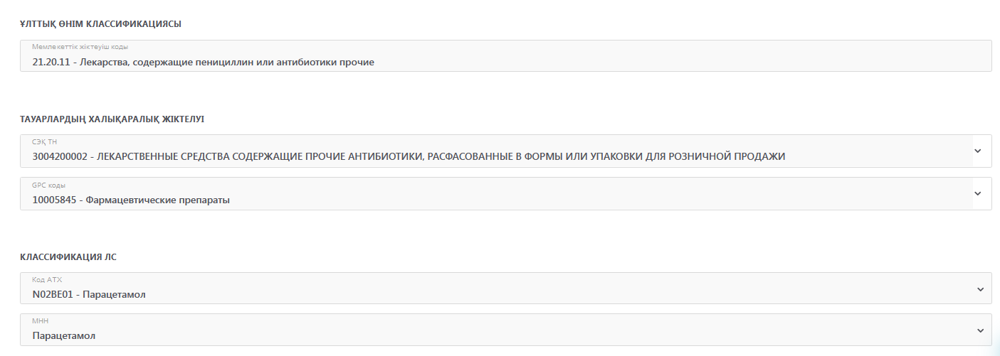 ҰЛТТЫҚ ӨНІМ КЛАССИФИКАЦИЯСЫ
Мемлекеттік жіктеуіш коды
21.20.11 - Лекарства, содержащие пенициллин или антибиотики прочие
ТАУАРЛАРДЫҢ ХАЛЫҚАРАЛЫҚ ЖІКТЕЛУІ
СЭҚ ТН
3004200002 - ЛЕКАРСТВЕННЫЕ СРЕДСТВА СОДЕРЖАЩИЕ ПРОЧИЕ АНТИБИОТИКИ, РАСФАСОВАННЫЕ В ФОРМЫ ИЛИ УПАКОВКИ ДЛЯ РОЗНИЧНОЙ ПРОДАЖИ
GPC коды
10005845 - Фармацевтические препараты
КЛАССИФИКАЦИЯ ЛС
Код АТХ
N02BE01 - Парацетамол
МНН
Парацетамол